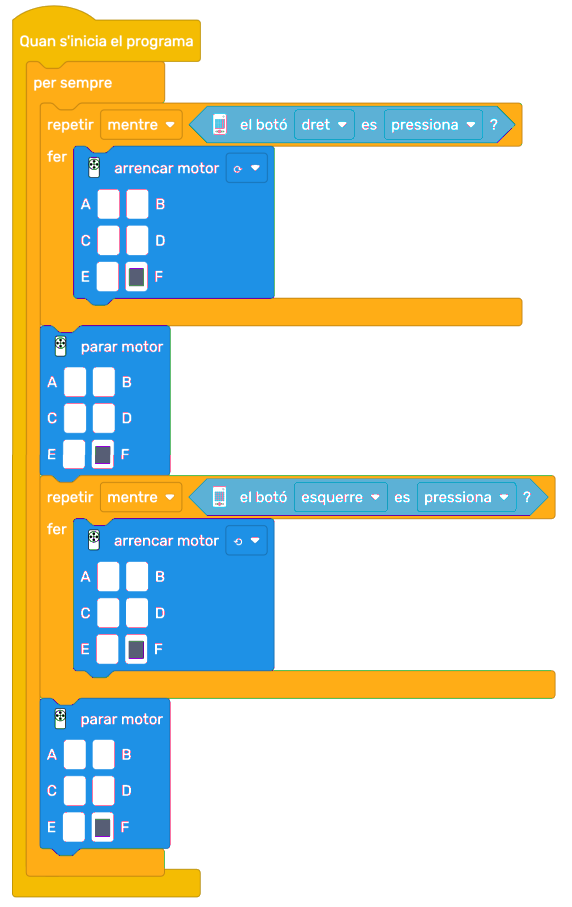 Quan s'inicia el programa
per sempre
repetir mentre el botó dret es pressiona ?
fer
arrencar motor
A B
C D
E F
parar motor
A B
C D
E F
repetir mentre el botó esquerre es pressiona ?
fer
arrencar motor
A B
C D
E F
parar motor
A B
C D
E F